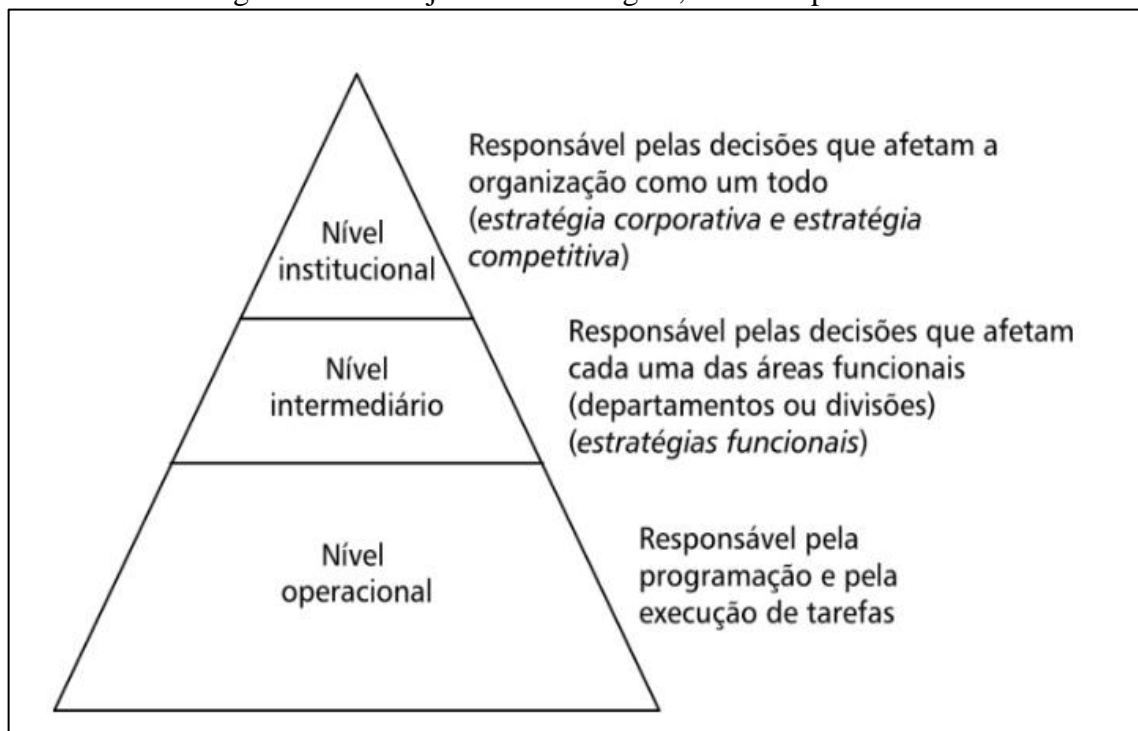 Responsável pelas decisões que afetam a
organização como um todo
(estratégia corporativa e estratégia
competitiva)
Nível
institucional
Responsável pelas decisões que afetam
cada uma das áreas funcionais
(departamentos ou divisões)
(estratégias funcionais)
Nível
intermediário
Responsável pela
programação e pela
execução de tarefas
Nível
operacional